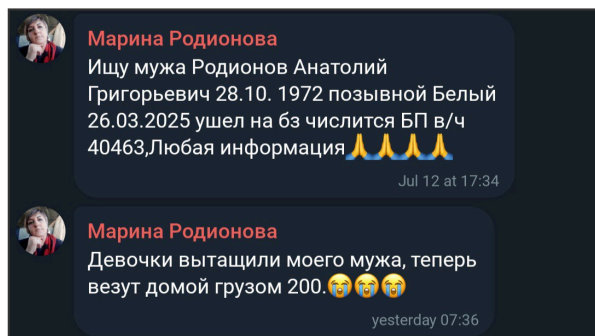 Марина Родионова
Ищу мужа Родионов Анатолий
Григорьевич 28.10. 1972 позывной Белый
26.03.2025 ушел на бз числится БП в/ч
40463,Любая информация🙏🙏🙏🙏
Jul 12 at 17:34
Марина Родионова
Девочки вытащили моего мужа, теперь
везут домой грузом 200.😭😭😭
yesterday 07:36